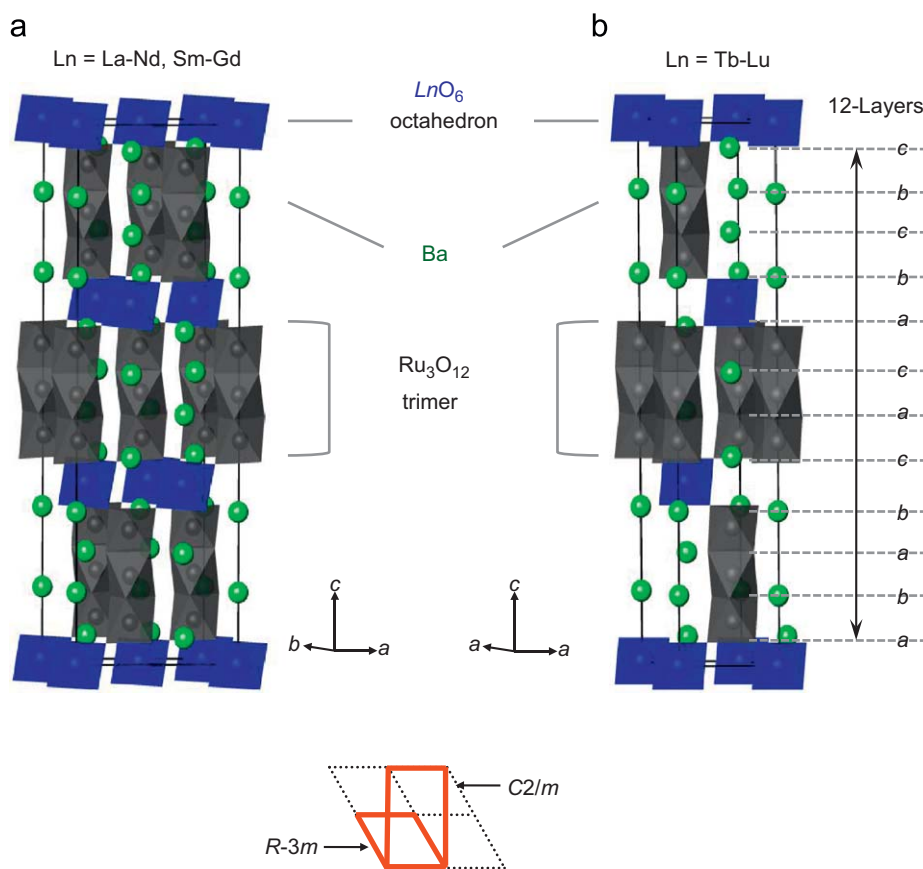 a
b
Ln = La-Nd, Sm-Gd
Ln = Tb-Lu
LnO6
octahedron
12-Layers
c
b
c
Ba
b
a
Ru3O12
trimer
c
a
c
b
a
b
a
c
b
a
c
a
a
C2/m
R-3m